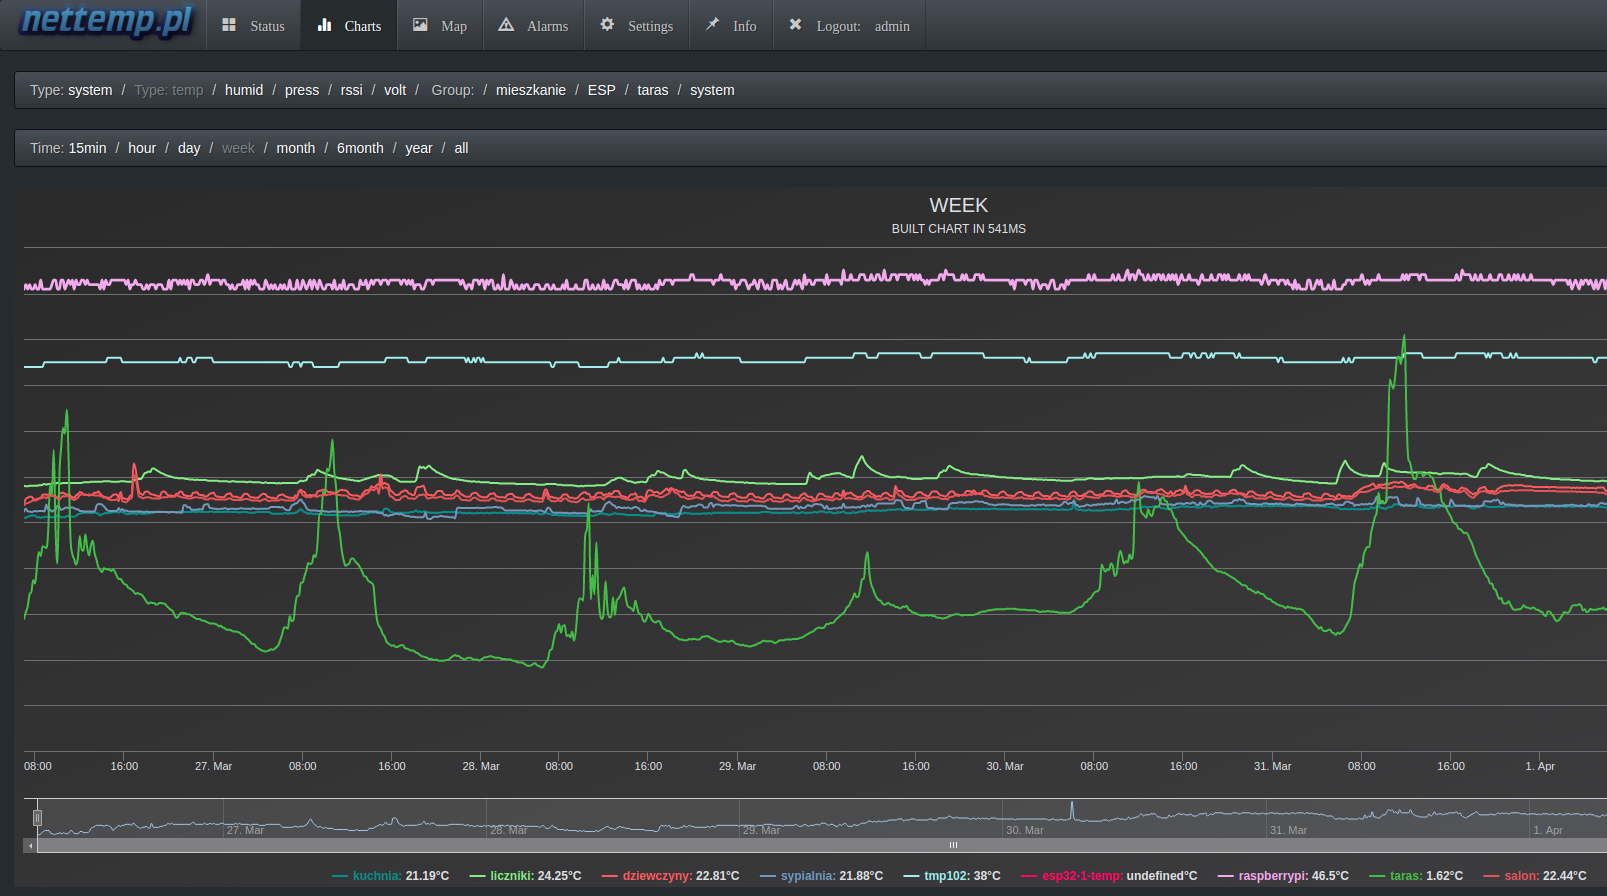 nettemp.pl Status Charts Map Alarms Settings Info Logout: admin
Type: system / Type: temp / humid / press / rssi / volt / Group: / mieszkanie / ESP / taras / system
Time: 15min / hour / day / week / month / 6month / year / all
WEEK
BUILT CHART IN 541MS
08:00 16:00 27. Mar 08:00 16:00 28. Mar 08:00 16:00 29. Mar 08:00 16:00 30. Mar 08:00 16:00 31. Mar 08:00 16:00 1. Apr
27. Mar 28. Mar 29. Mar 30. Mar 31. Mar 1. Apr
kuchnia: 21.19°C liczniki: 24.25°C dziewczyny: 22.81°C sypialnia: 21.88°C tmp102: 38°C esp32-1-temp: undefined°C raspberrypi: 46.5°C taras: 1.62°C salon: 22.44°C